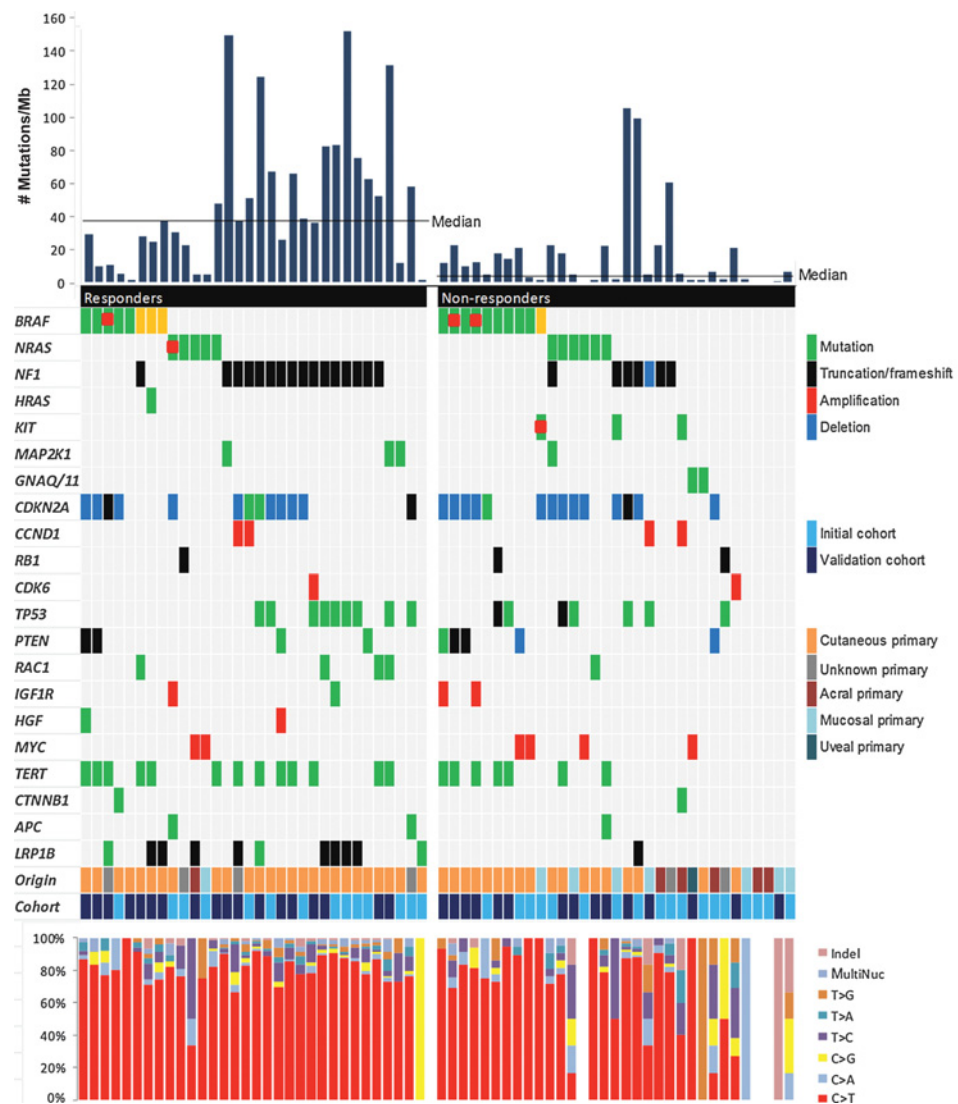 160
140
120
100
80
60
40
20
0
# Mutations/Mb
Median
Median
Responders
Non-responders
BRAF
NRAS
NF1
HRAS
KIT
MAP2K1
GNAQ/11
CDKN2A
CCND1
RB1
CDK6
TP53
PTEN
RAC1
IGF1R
HGF
MYC
TERT
CTNNB1
APC
LRP1B
Origin
Cohort
Mutation
Truncation/frameshift
Amplification
Deletion
Initial cohort
Validation cohort
Cutaneous primary
Unknown primary
Acral primary
Mucosal primary
Uveal primary
100%
80%
60%
40%
20%
0%
Indel
MultiNuc
T>G
T>A
T>C
C>G
C>A
C>T